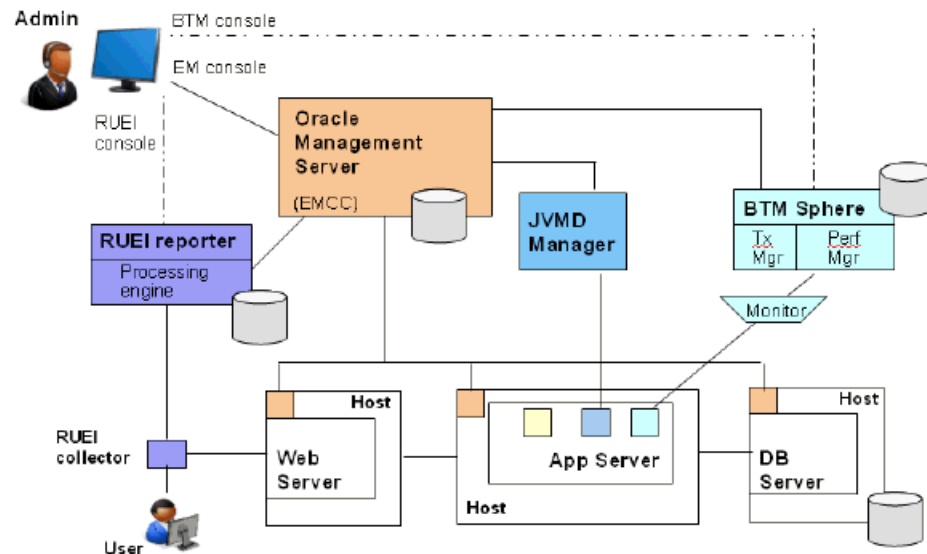 Admin
BTM console
EM console
RUEI
console
Oracle
Management
Server
(EMCC)
JVMD
Manager
BTM Sphere
Tx
Mgr
Perf
Mgr
RUEI reporter
Processing
engine
Monitor
Host
Web
Server
App Server
Host
Host
DB
Server
RUEI
collector
User